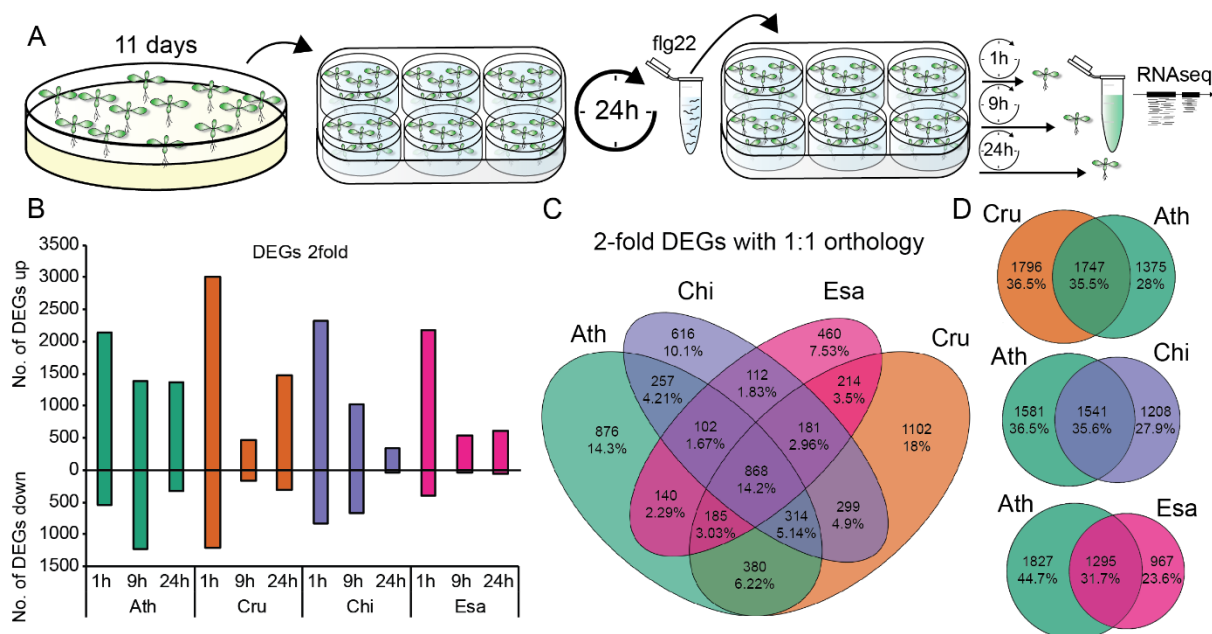 A
11 days
24h
flg22
1h
9h
24h
RNAseq
B
DEGs 2fold
No. of DEGs up
3500
3000
2500
2000
1500
1000
500
0
500
1000
1500
No. of DEGs down
1h 9h 24h 1h 9h 24h 1h 9h 24h 1h 9h 24h
Ath Cru Chi Esa
C
2-fold DEGs with 1:1 orthology
Chi
Esa
Ath
Cru
616
10.1%
460
7.53%
257
4.21%
112
1.83%
214
3.5%
876
14.3%
102
1.67%
181
2.96%
1102
18%
868
14.2%
140
2.29%
185
3.03%
314
5.14%
299
4.9%
380
6.22%
D
Cru
Ath
1796
36.5%
1747
35.5%
1375
28%
Ath
Chi
1581
36.5%
1541
35.6%
1208
27.9%
Ath
Esa
1827
44.7%
1295
31.7%
967
23.6%